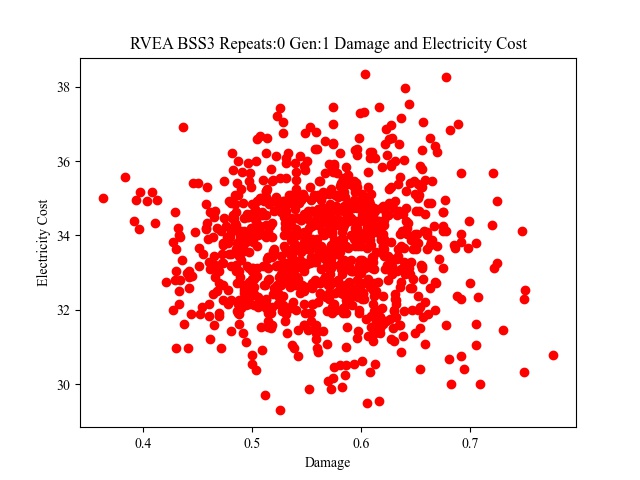 RVEA BSS3 Repeats:0 Gen:1 Damage and Electricity Cost
38
36
34
32
30
Electricity Cost
0.4 0.5 0.6 0.7
Damage